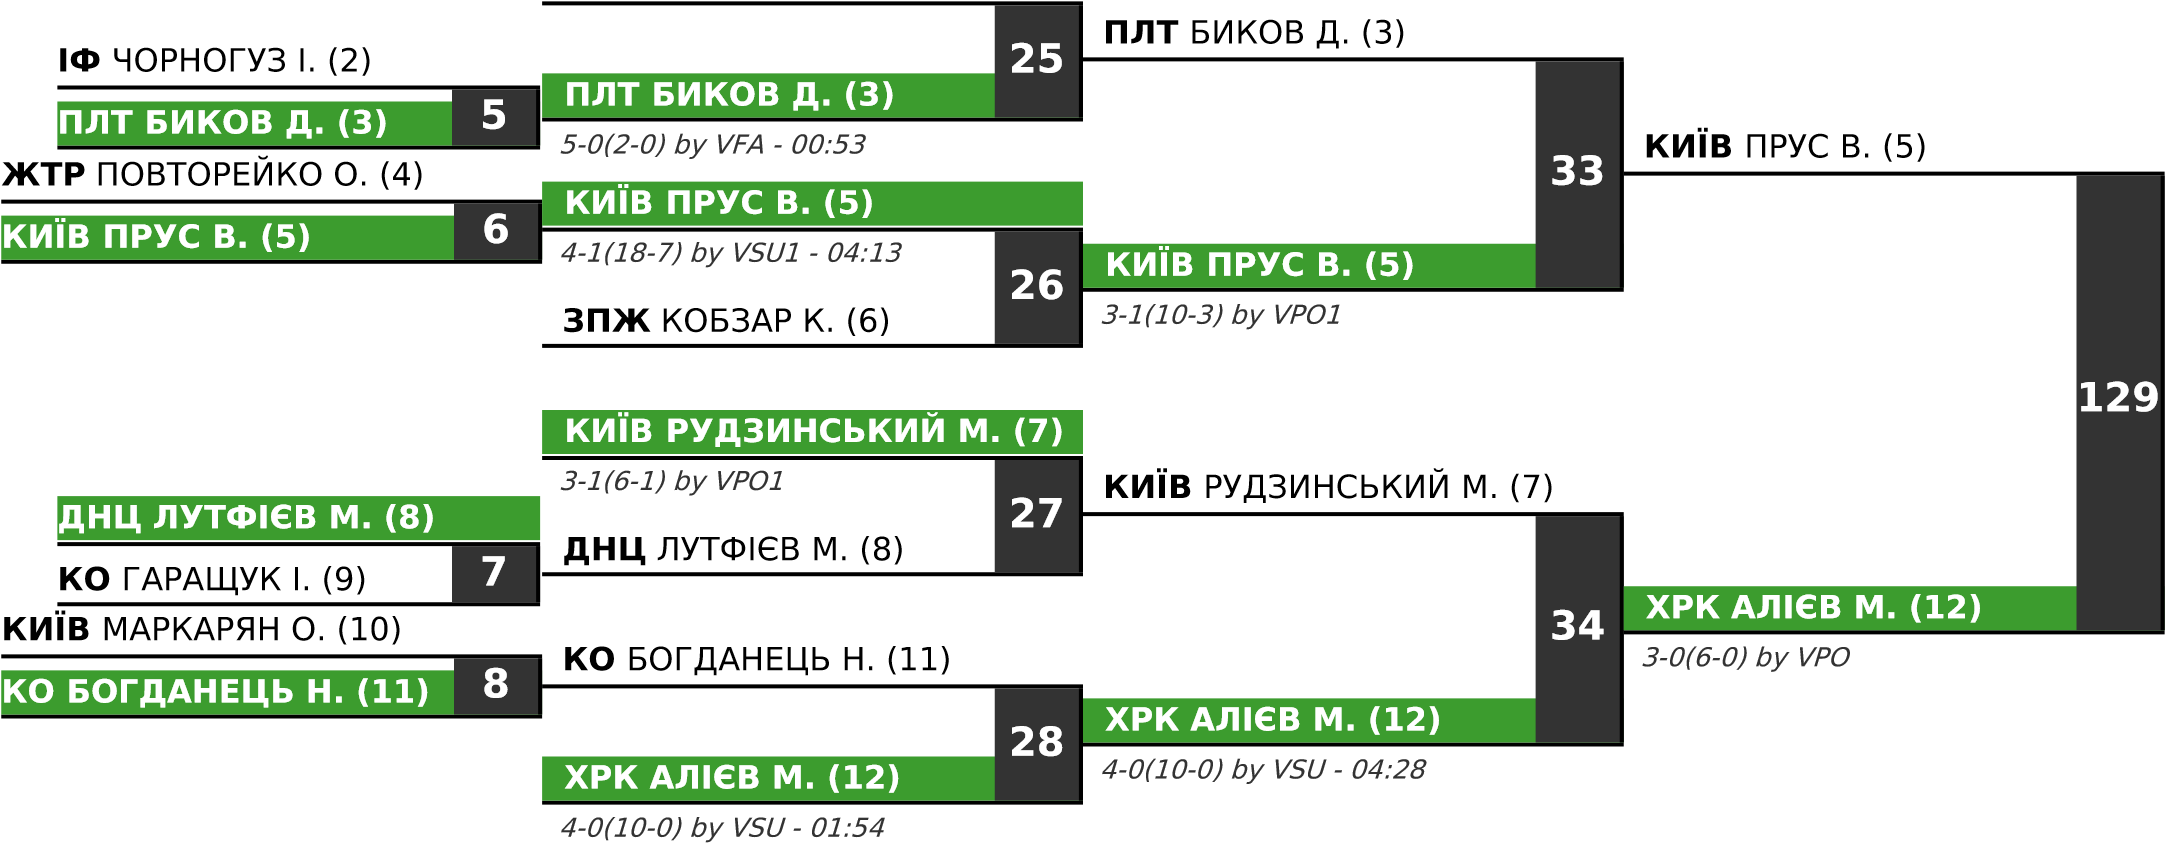 ІФ ЧОРНОГУЗ І. (2)
5
ПЛТ БИКОВ Д. (3)
ЖТР ПОВТОРЕЙКО О. (4)
6
КИЇВ ПРУС В. (5)
ДНЦ ЛУТФІЄВ М. (8)
7
КО ГАРАЩУК І. (9)
КИЇВ МАРКАРЯН О. (10)
8
КО БОГДАНЕЦЬ Н. (11)
25
ПЛТ БИКОВ Д. (3)
5-0(2-0) by VFA - 00:53
КИЇВ ПРУС В. (5)
4-1(18-7) by VSU1 - 04:13
26
ЗПЖ КОБЗАР К. (6)
КИЇВ РУДЗИНСЬКИЙ М. (7)
3-1(6-1) by VPO1
27
ДНЦ ЛУТФІЄВ М. (8)
КО БОГДАНЕЦЬ Н. (11)
28
ХРК АЛІЄВ М. (12)
4-0(10-0) by VSU - 01:54
ПЛТ БИКОВ Д. (3)
33
КИЇВ ПРУС В. (5)
3-1(10-3) by VPO1
КИЇВ РУДЗИНСЬКИЙ М. (7)
34
ХРК АЛІЄВ М. (12)
4-0(10-0) by VSU - 04:28
КИЇВ ПРУС В. (5)
129
ХРК АЛІЄВ М. (12)
3-0(6-0) by VPO